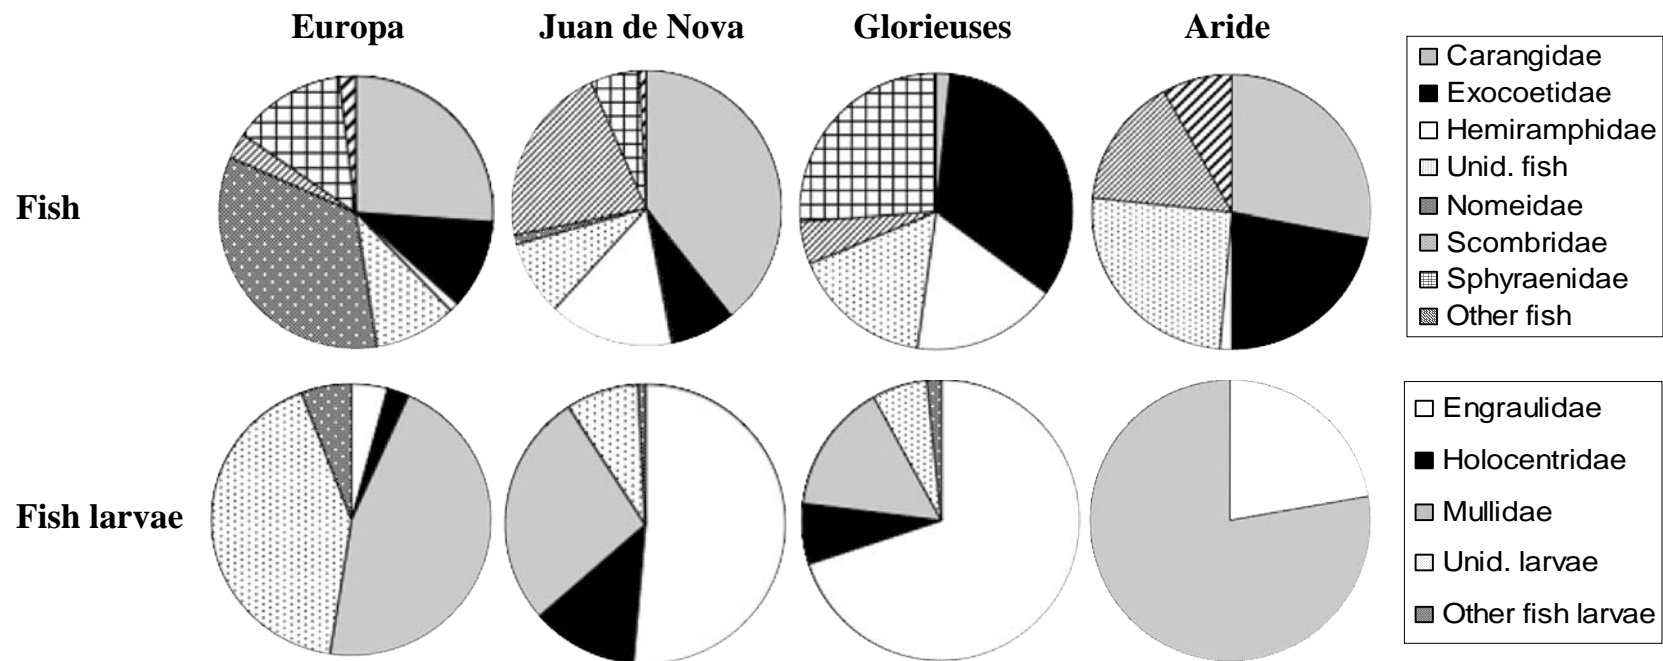 Europa
Juan de Nova
Glorieuses
Aride
Fish
Carangidae
Exocoetidae
Hemiramphidae
Unid. fish
Nomeidae
Scombridae
Sphyraenidae
Other fish
Fish larvae
Engraulidae
Holocentridae
Mullidae
Unid. larvae
Other fish larvae